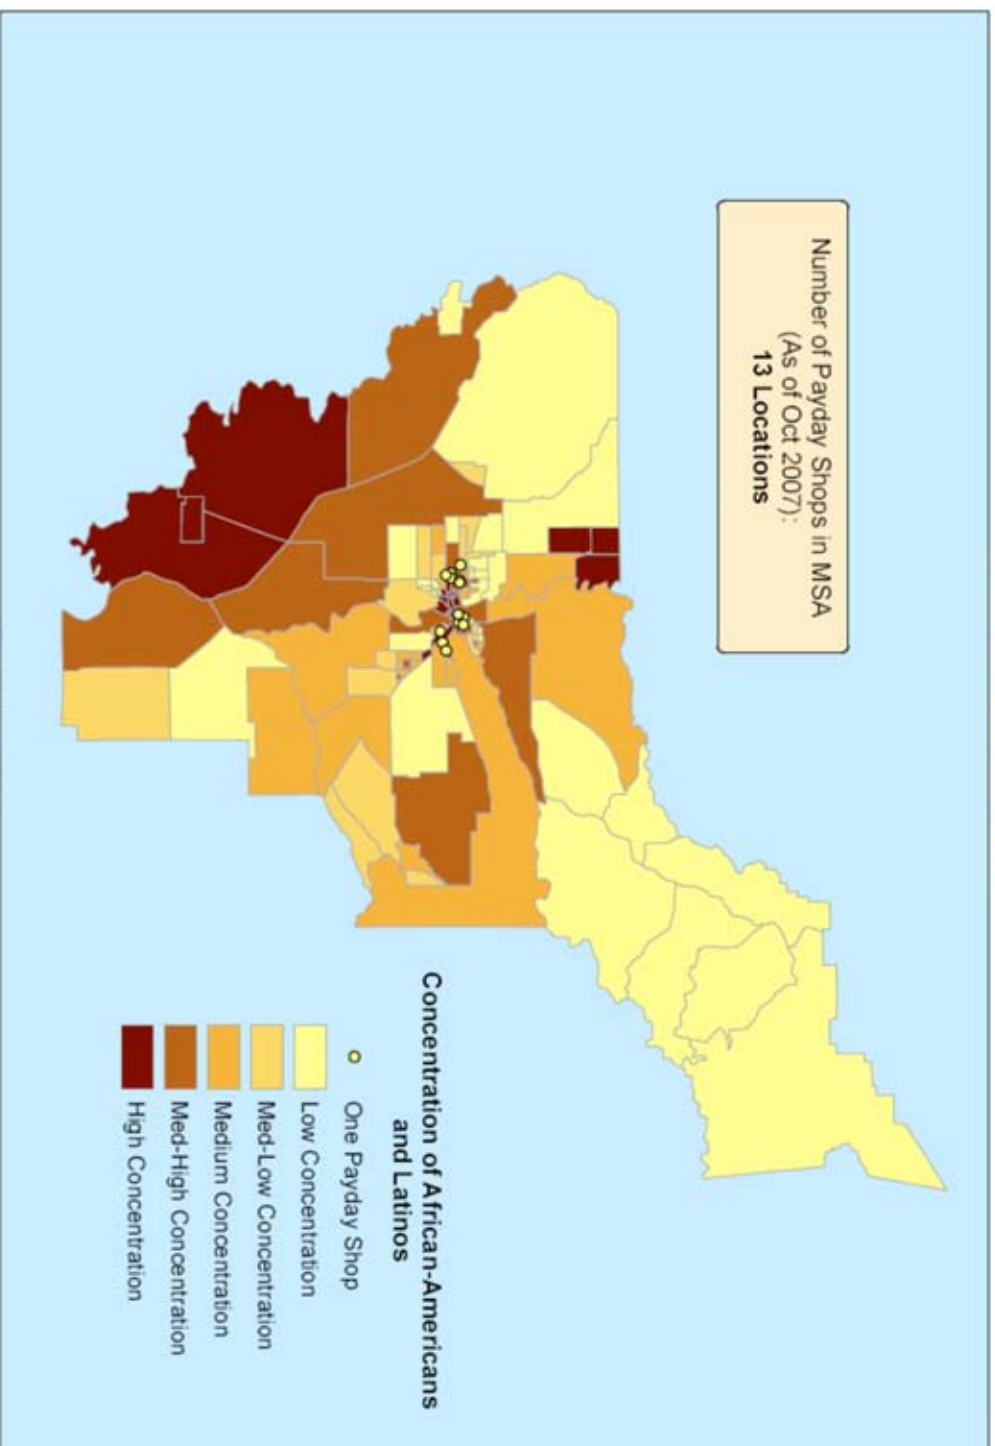 Number of Payday Shops in MSA
(As of Oct 2007):
13 Locations
Concentration of African-Americans
and Latinos
One Payday Shop
Low Concentration
Med-Low Concentration
Medium Concentration
Med-High Concentration
High Concentration